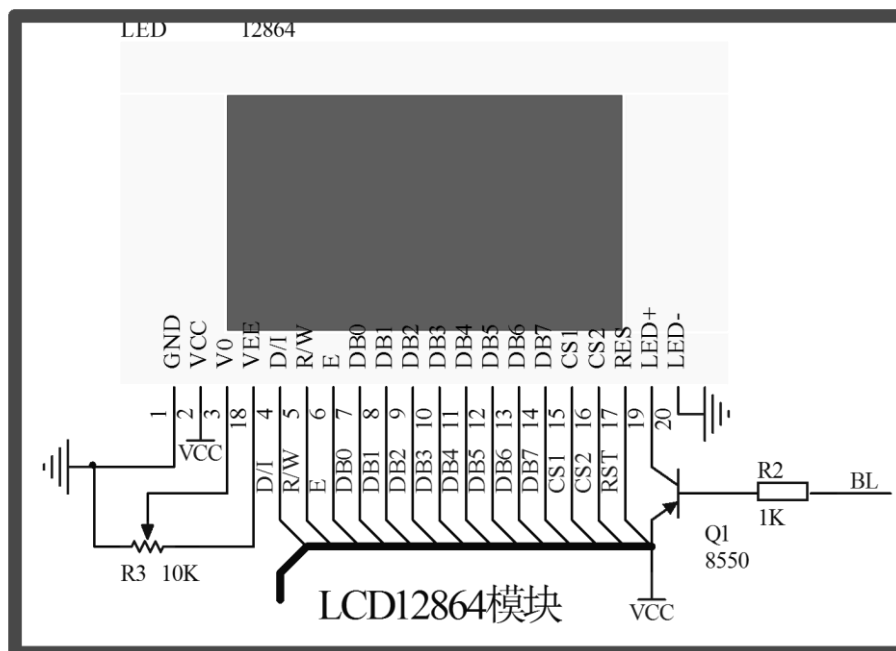 LED 12864
GND VCC V0 VEE D/I R/W E DB0 DB1 DB2 DB3 DB4 DB5 DB6 DB7 CS1 CS2 RES LED+ LED-
1 2 3 18 4 5 6 7 8 9 10 11 12 13 14 15 16 17 19 20
VCC
D/I R/W E DB0 DB1 DB2 DB3 DB4 DB5 DB6 DB7 CS1 CS2 RST
R2
BL
1K
Q1
8550
R3 10K
LCD12864模块
VCC